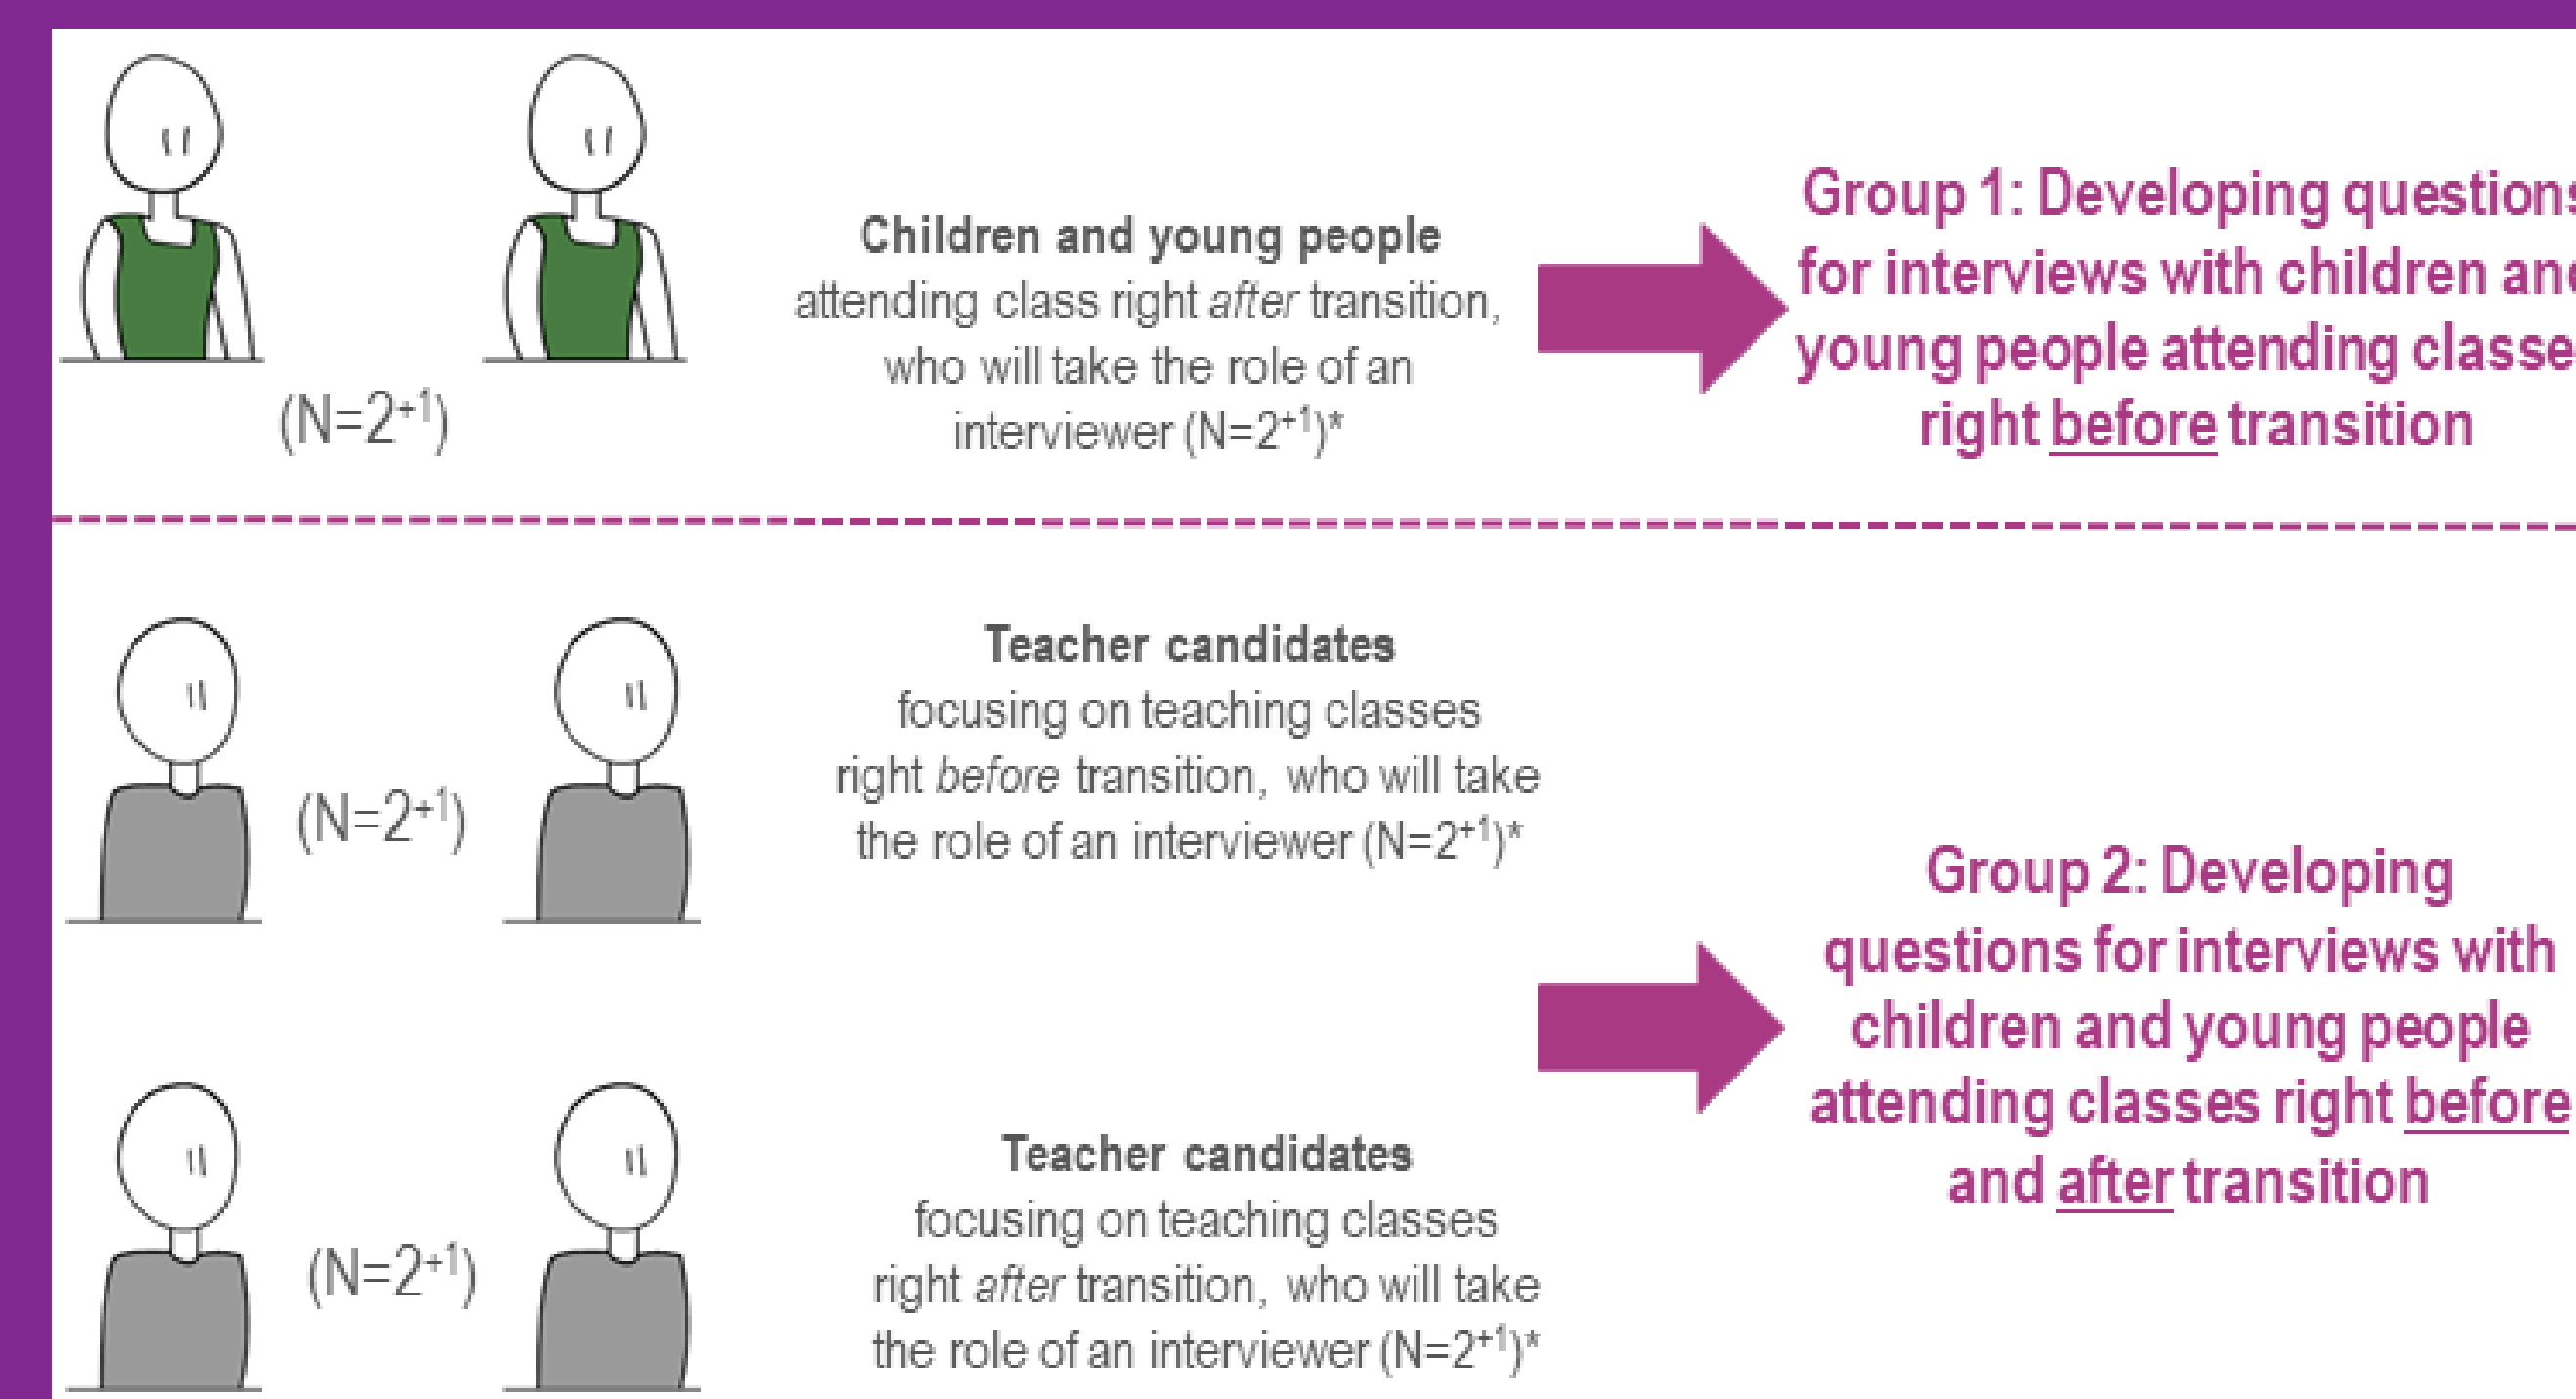 (N=2⁺¹)
Children and young people
attending class right after transition,
who will take the role of an
interviewer (N=2⁺¹)*
Group 1: Developing questions
for interviews with children and
young people attending classe
right before transition
(N=2⁺¹)
Teacher candidates
focusing on teaching classes
right before transition, who will take
the role of an interviewer (N=2⁺¹)*
(N=2⁺¹)
Teacher candidates
focusing on teaching classes
right after transition, who will take
the role of an interviewer (N=2⁺¹)*
Group 2: Developing
questions for interviews with
children and young people
attending classes right before
and after transition